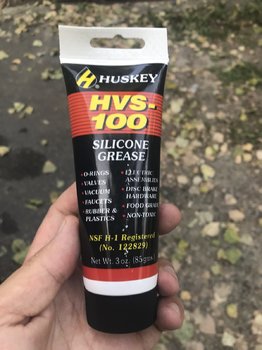 HUSKEY
HVS-
100
SILICONE
GREASE
• O-RINGS
• VALVES
• VACUUM
• FAUCETS
• RUBBER &
PLASTICS
• ELECTRIC
ASSEMBLIES
• DISC BRAKE
HARDWARE
• FOOD GRADE
• NON-TOXIC
NSF H-1 Registered
(No. 122829)
Net Wt. 3 oz. (85 gms.)